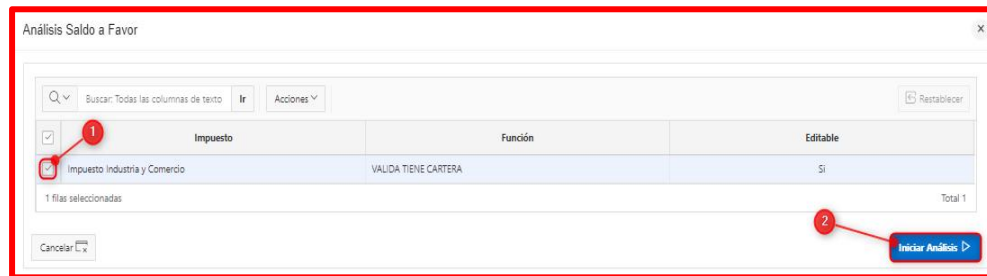 Análisis Saldo a Favor
Buscar: Todas las columnas de texto Ir Acciones Restablecer
1
Impuesto Función Editable
Impuesto Industria y Comercio VALIDA TIENE CARTERA Si
1 filas seleccionadas Total 1
2
Cancelar Iniciar Análisis